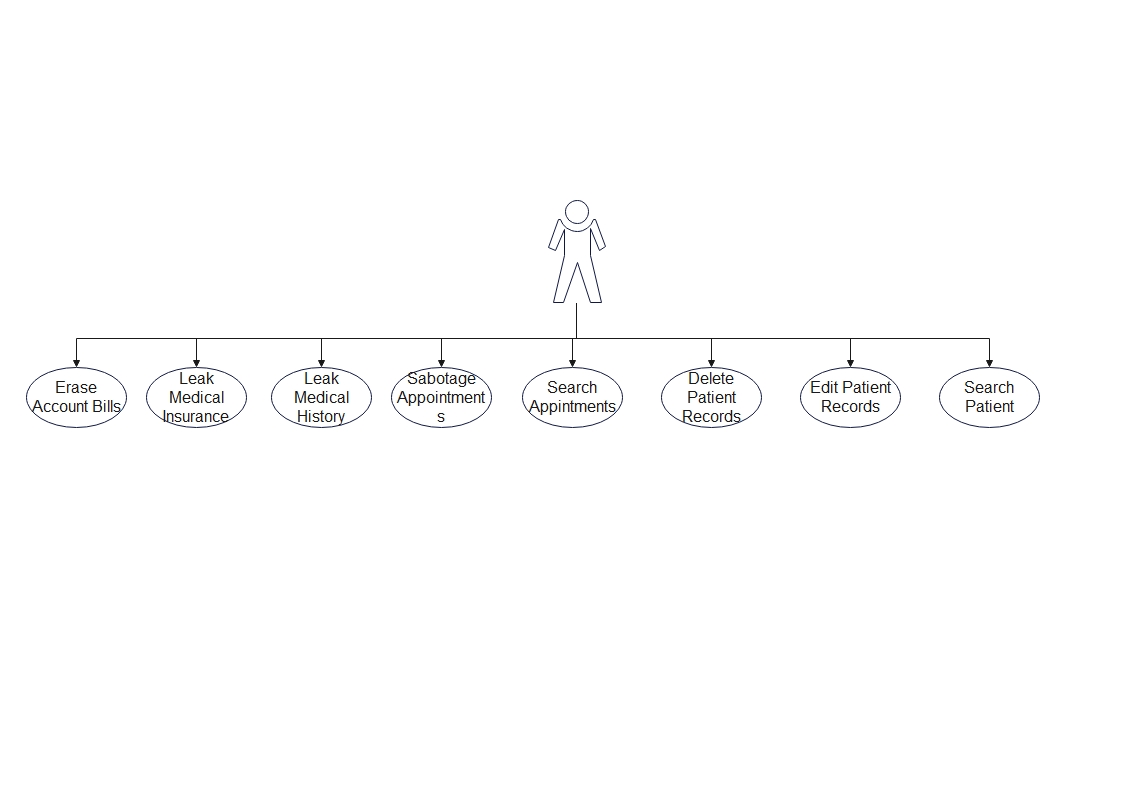 Erase
Account Bills
Leak
Medical
Insurance
Leak
Medical
History
Sabotage
Appointment
s
Search
Appintments
Delete
Patient
Records
Edit Patient
Records
Search
Patient